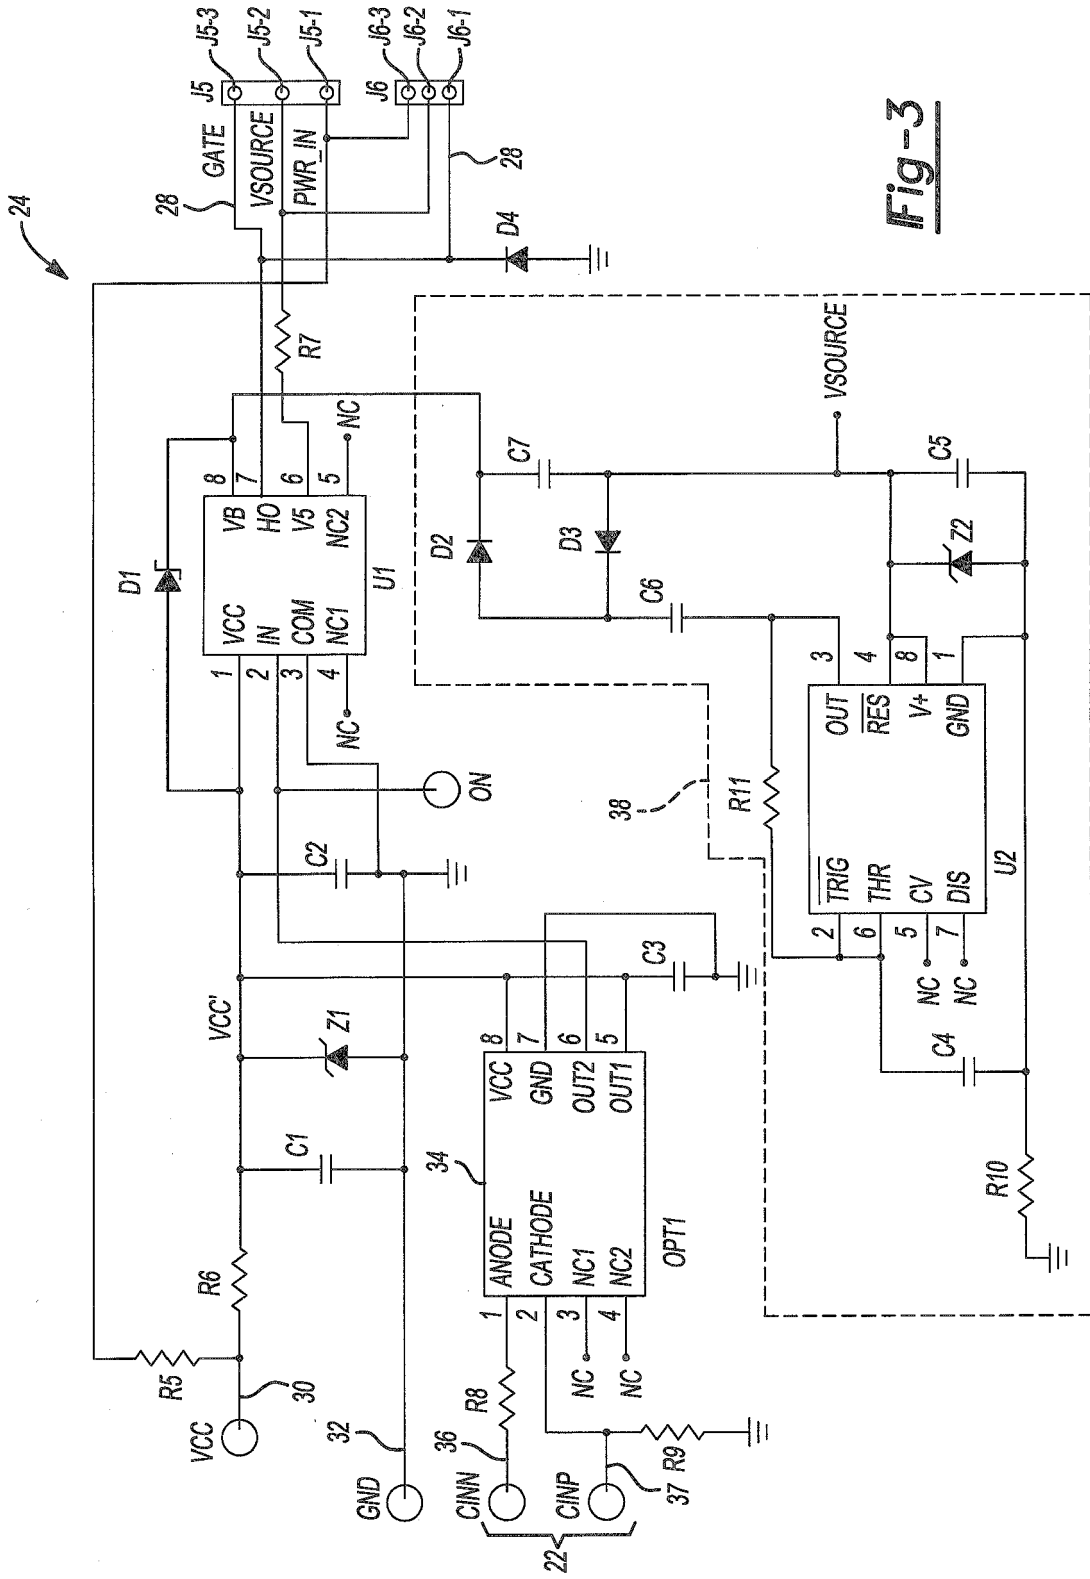 24
J5
J5-3
J5-2
J5-1
J6
J6-3
J6-2
J6-1
28
GATE
VSOURCE
PWR_IN
28
D4
R7
D1
8
7
6
5
NC
VB
HO
V5
NC2
VCC
IN
COM
NC1
U1
1
2
3
4
NC
ON
C2
VCC'
Z1
C1
R6
R5
30
VCC
GND
32
C3
8
7
6
5
VCC
GND
OUT2
OUT1
34
ANODE
CATHODE
NC1
NC2
OPT1
1
2
3
4
NC
NC
R8
36
CINN
CINP
37
R9
22
38
D2
C7
D3
C6
VSOURCE
C5
Z2
3
4
8
1
OUT
RES
V+
GND
TRIG
THR
CV
DIS
U2
R11
2
6
5
7
NC
NC
C4
R10
Fig-3